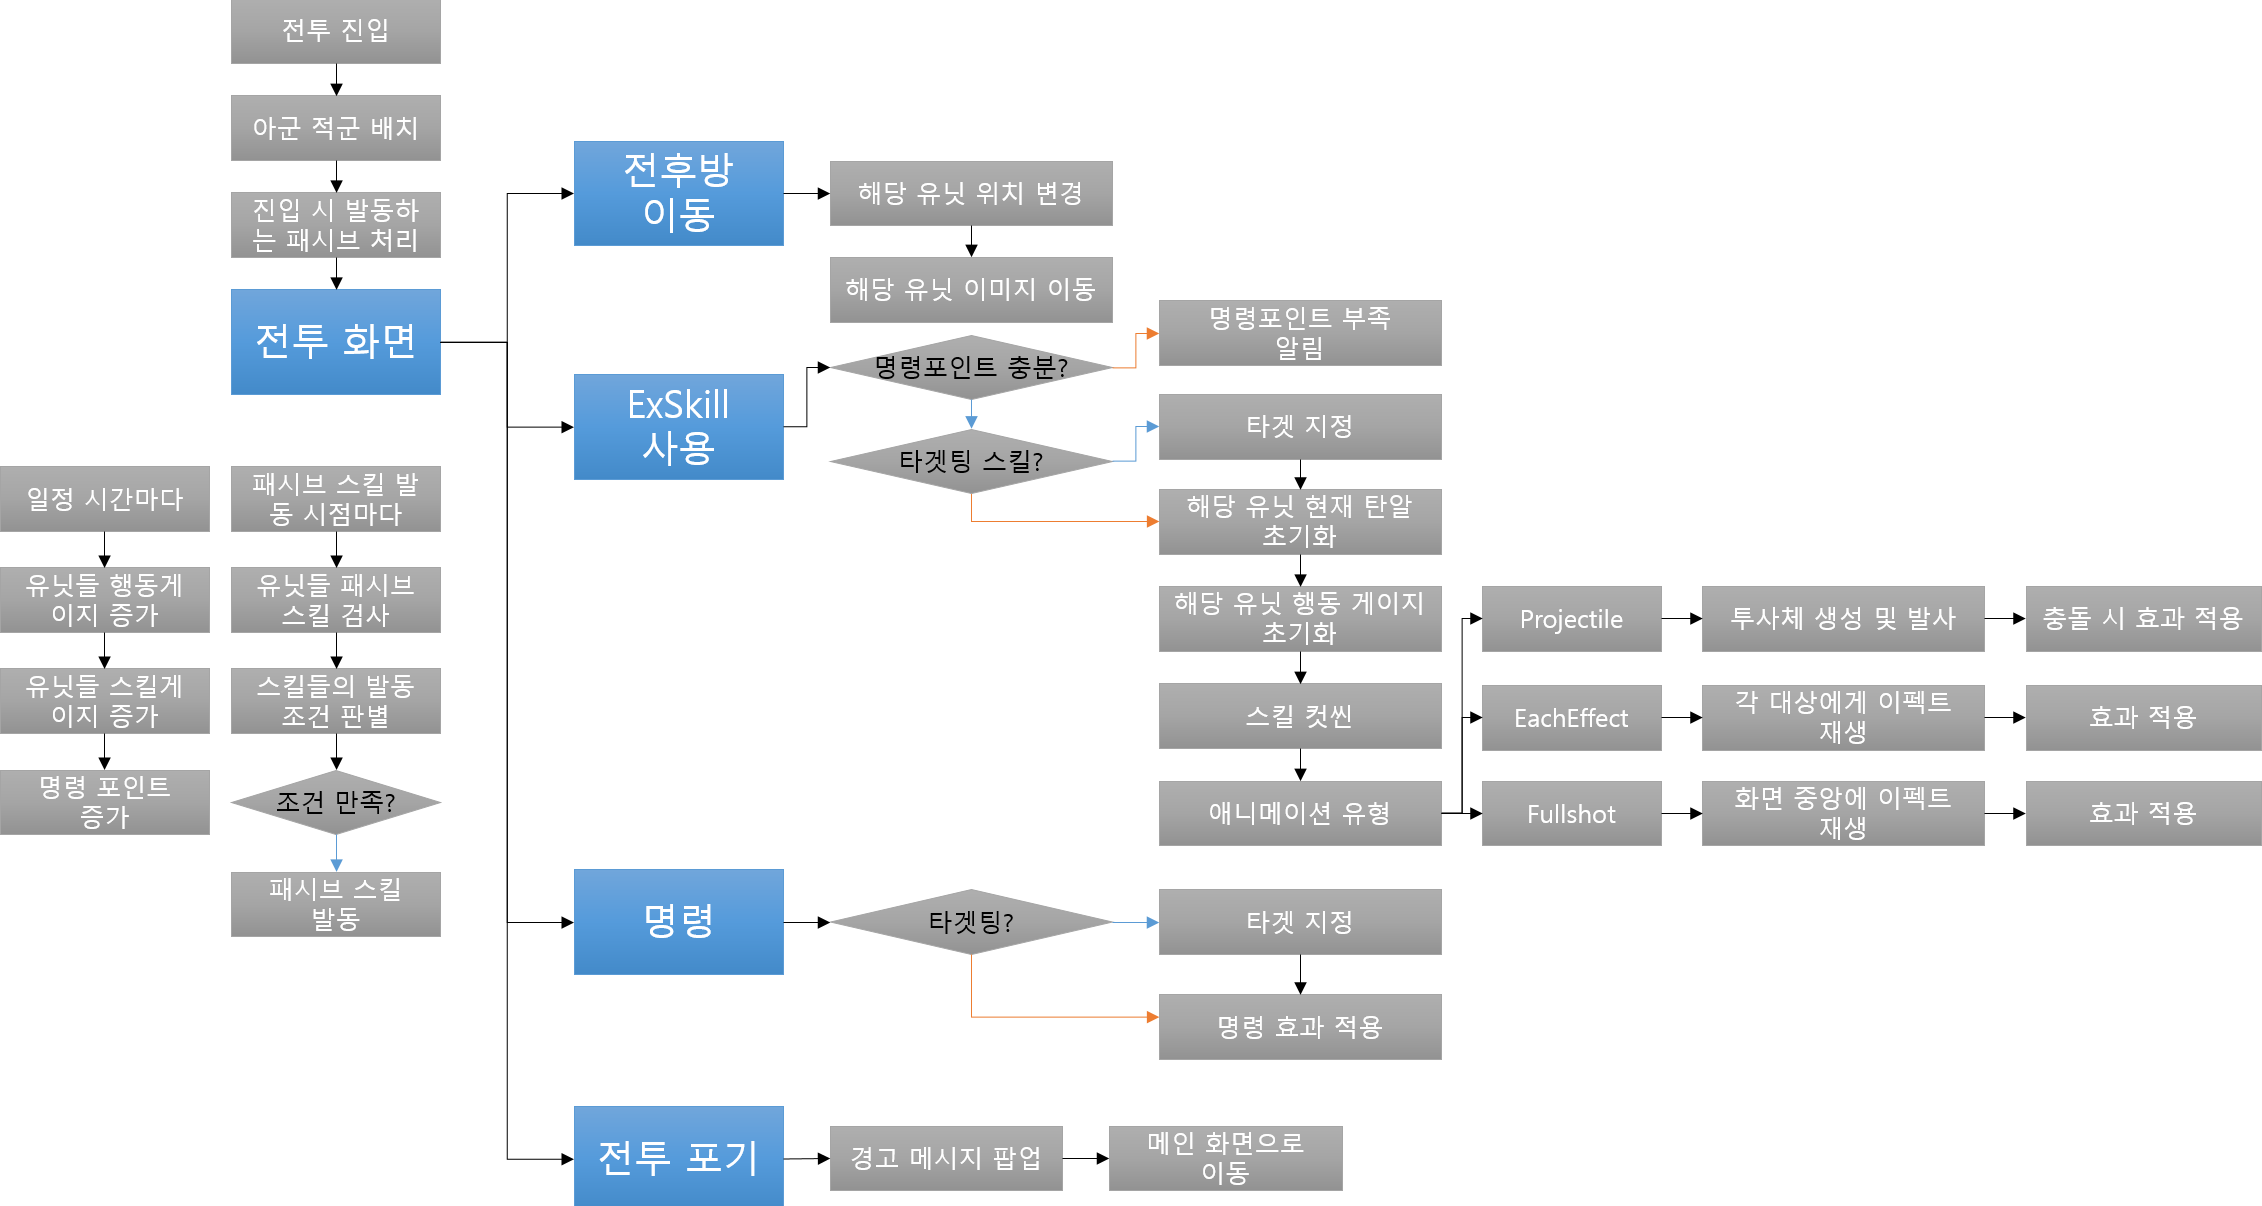 전투 진입
아군 적군 배치
진입 시 발동하
는 패시브 처리
전투 화면
일정 시간마다
유닛들 행동게
이지 증가
유닛들 스킬게
이지 증가
명령 포인트
증가
패시브 스킬 발
동 시점마다
유닛들 패시브
스킬 검사
스킬들의 발동
조건 판별
조건 만족?
패시브 스킬
발동
전후방
이동
해당 유닛 위치 변경
해당 유닛 이미지 이동
ExSkill
사용
명령포인트 충분?
명령포인트 부족
알림
타겟팅 스킬?
타겟 지정
해당 유닛 현재 탄알
초기화
해당 유닛 행동 게이지
초기화
스킬 컷씬
애니메이션 유형
Projectile
투사체 생성 및 발사
충돌 시 효과 적용
EachEffect
각 대상에게 이펙트
재생
효과 적용
Fullshot
화면 중앙에 이펙트
재생
효과 적용
명령
타겟팅?
타겟 지정
명령 효과 적용
전투 포기
경고 메시지 팝업
메인 화면으로
이동